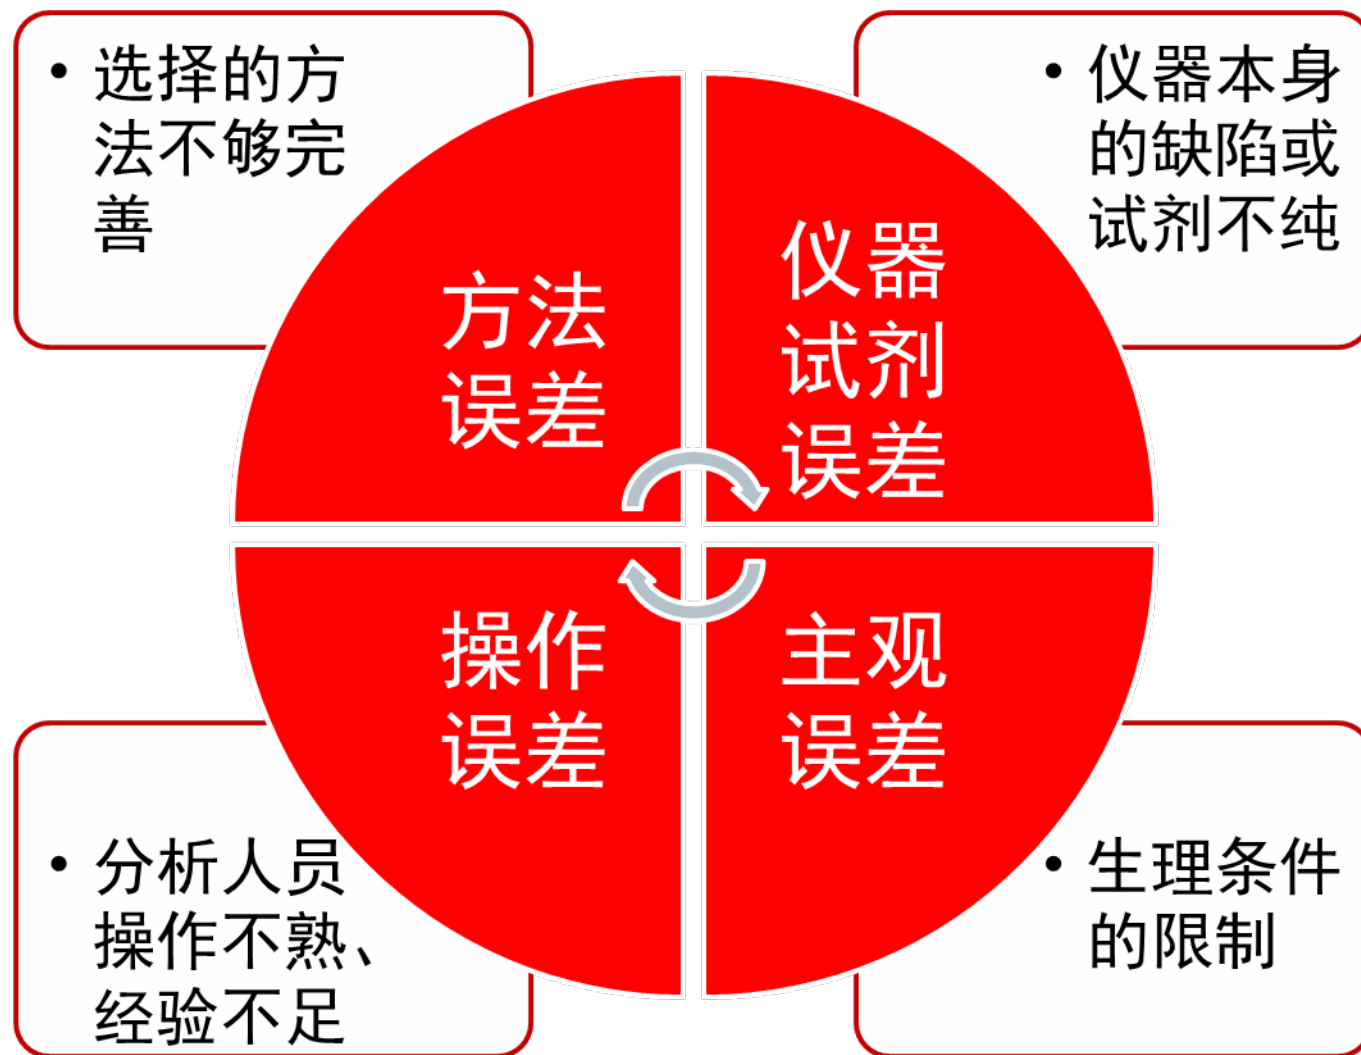 • 选择的方
法不够完
善
方法
误差
• 仪器本身
的缺陷或
试剂不纯
仪器
试剂
误差
操作
误差
• 分析人员
操作不熟、
经验不足
主观
误差
• 生理条件
的限制